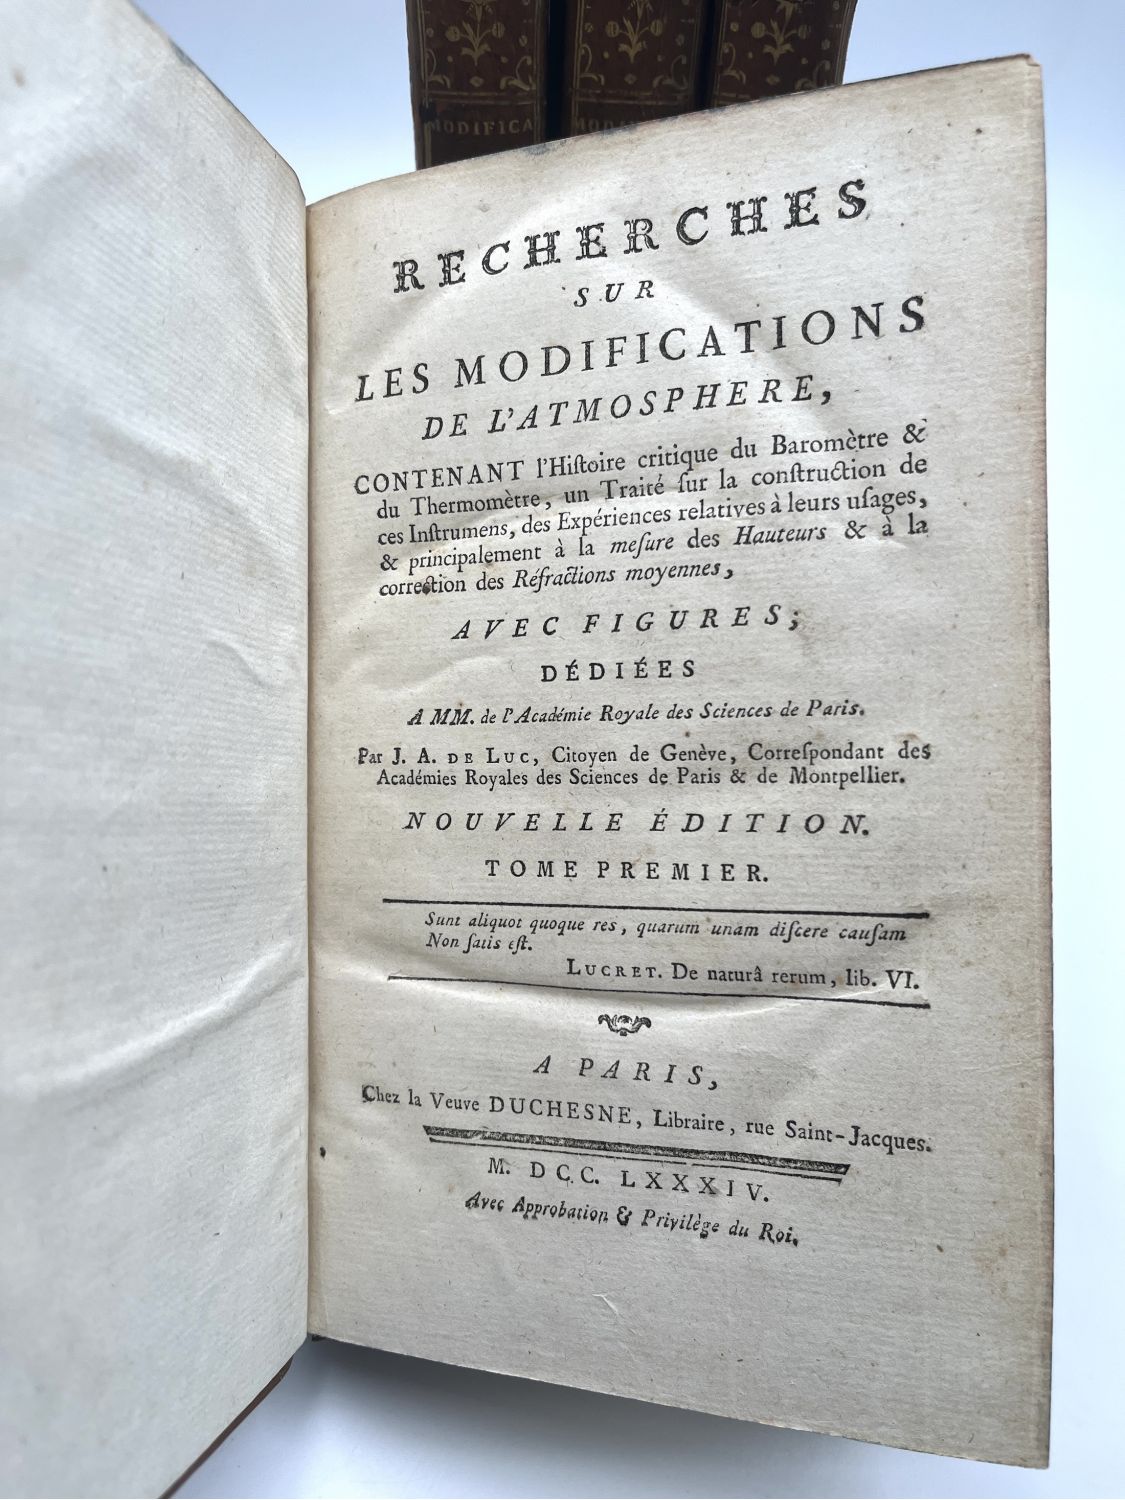 MODIFICA
RECHERCHES
SUR
LES MODIFICATIONS
DE L'ATMOSPHERE,
CONTENANT l'Hiſtoire critique du Baromètre &
du Thermomètre, un Traité ſur la conſtruction de
ces Inſtrumens, des Expériences relatives à leurs uſages,
& principalement à la meſure des Hauteurs & à la
correction des Réfractions moyennes,
AVEC FIGURES;
DÉDIÉES
A MM. de l'Académie Royale des Sciences de Paris.
Par J. A. DE LUC, Citoyen de Genève, Correſpondant des
Académies Royales des Sciences de Paris & de Montpellier.
NOUVELLE ÉDITION.
TOME PREMIER.
Sunt aliquot quoque res, quarum unam diſcere cauſam
Non ſatis eſt.
LUCRET. De naturâ rerum, lib. VI.
A PARIS,
Chez la Veuve DUCHESNE, Libraire, rue Saint-Jacques.
M. DCC. LXXXIV.
Avec Approbation & Privilège du Roi.